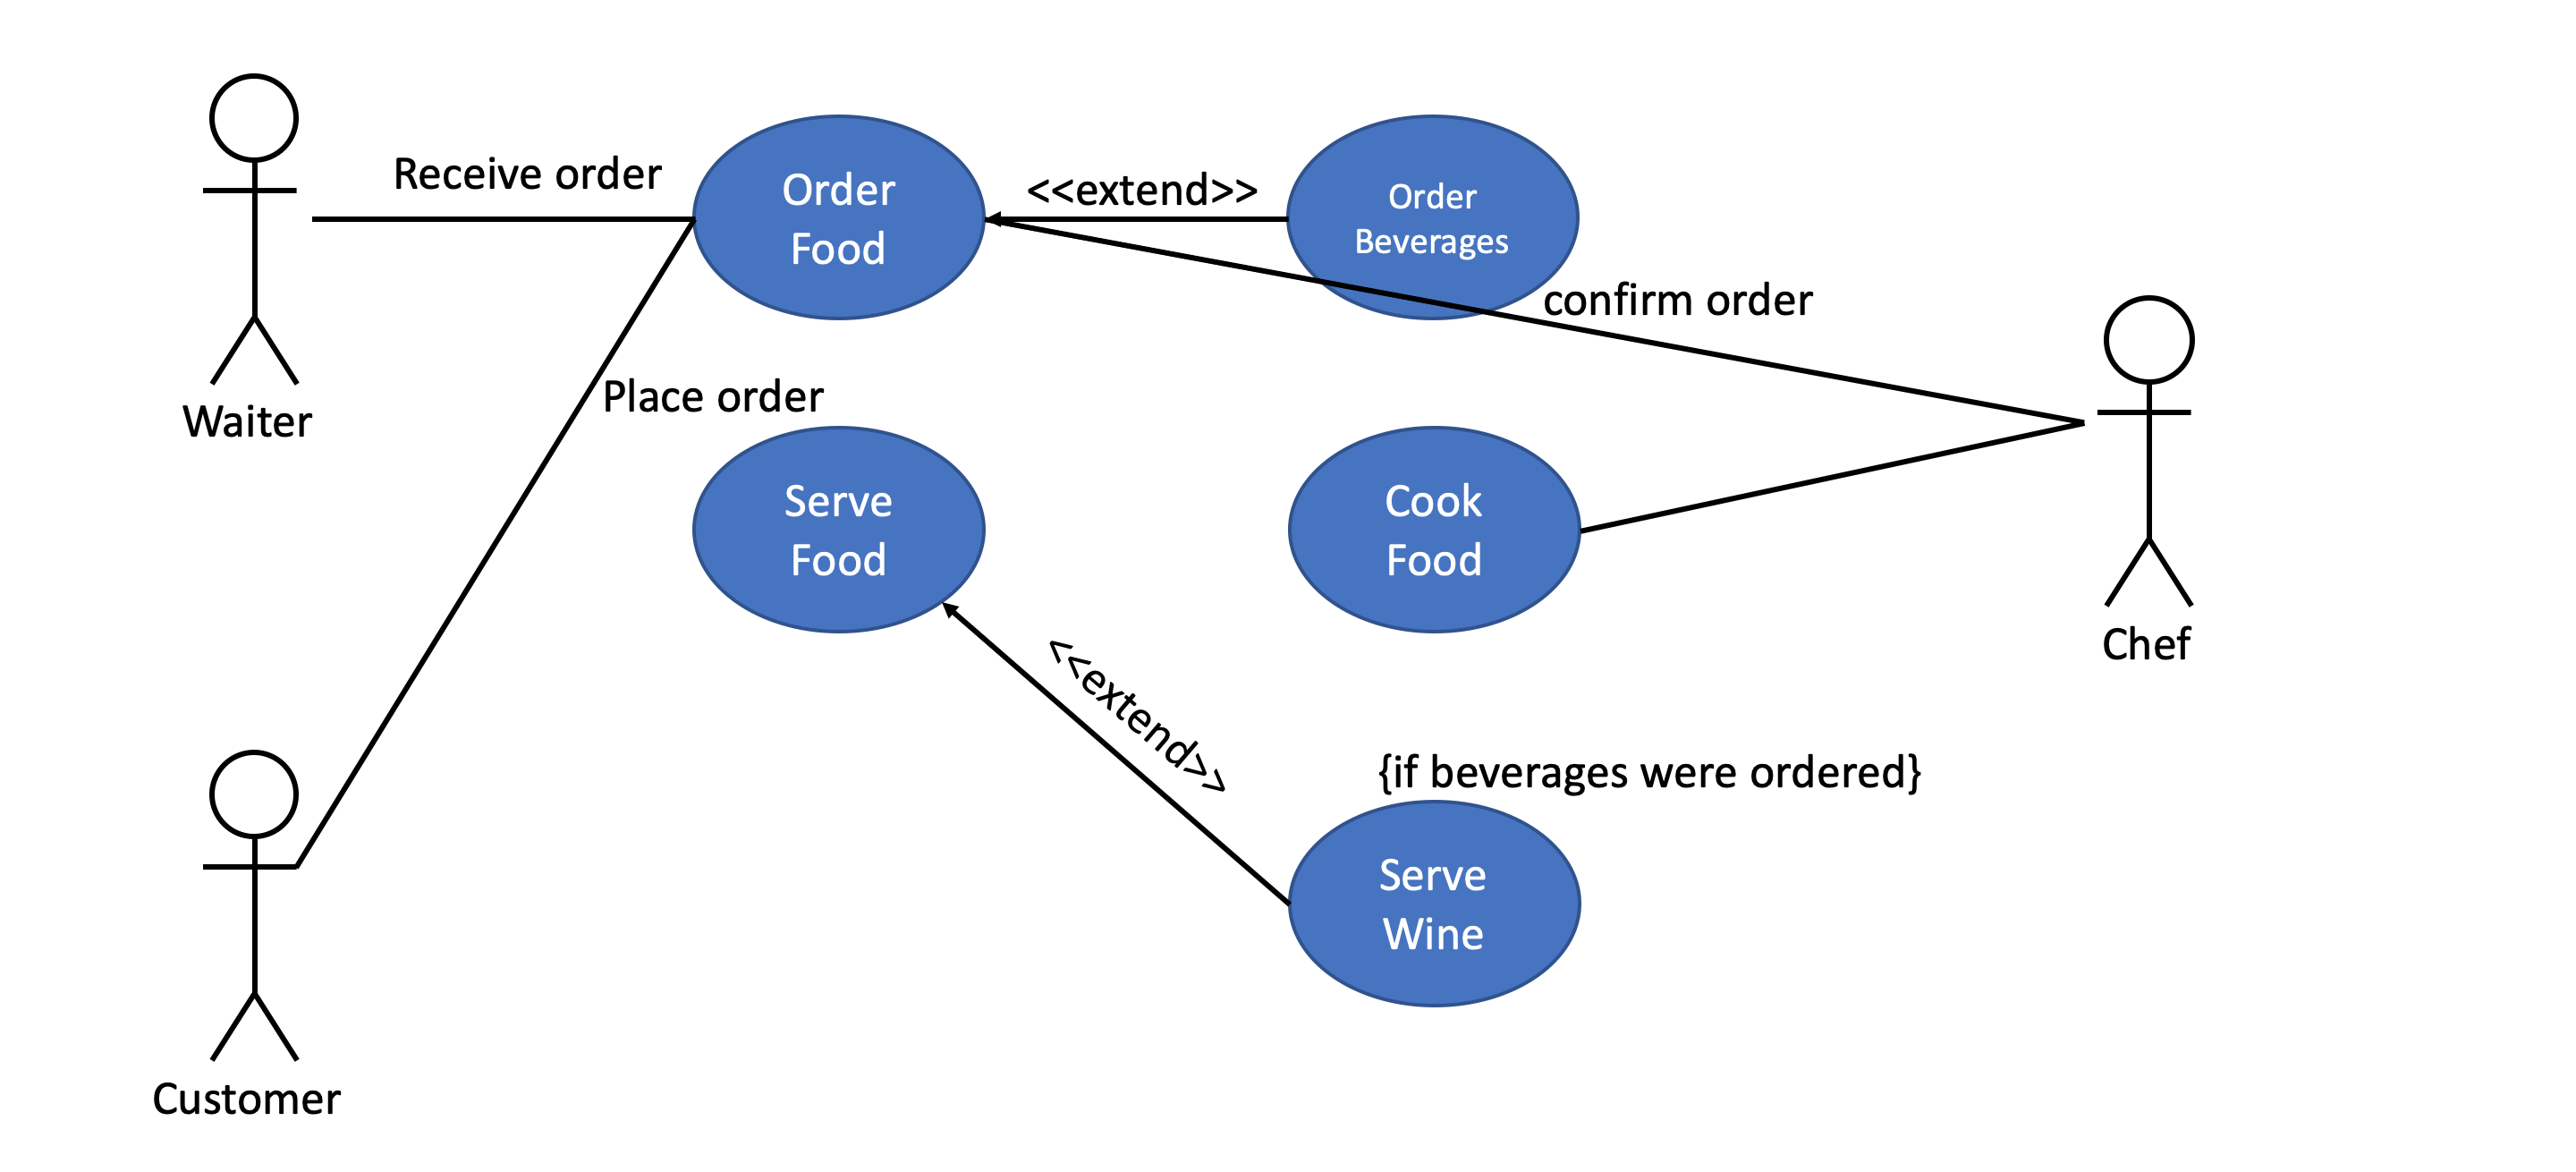 Receive order
Order
Food
<<extend>>
Order
Beverages
confirm order
Waiter
Place order
Serve
Food
Cook
Food
Chef
<<extend>>
{if beverages were ordered}
Serve
Wine
Customer